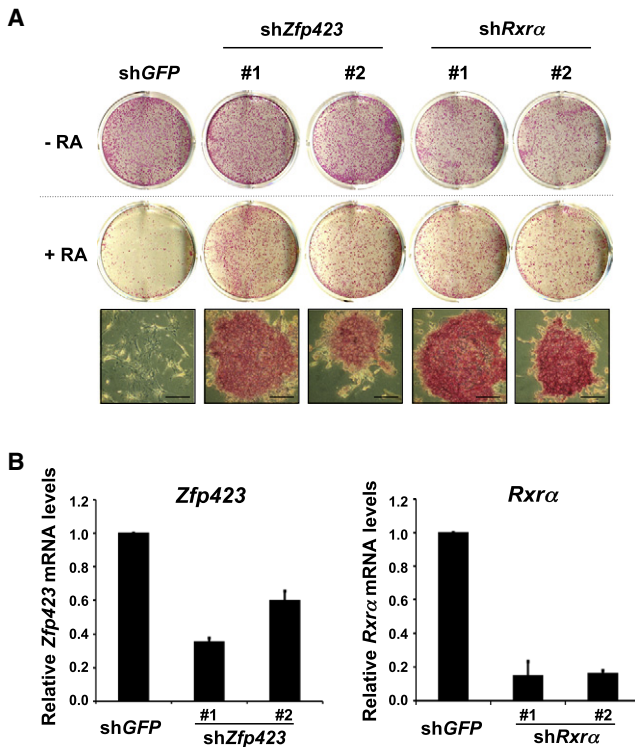 A
shZfp423
shRxrα
shGFP
#1
#2
#1
#2
- RA
+ RA
B
Zfp423
Relative Zfp423 mRNA levels
1.2
1.0
0.8
0.6
0.4
0.2
0.0
shGFP
#1
#2
shZfp423
Rxrα
Relative Rxrα mRNA levels
1.2
1.0
0.8
0.6
0.4
0.2
0.0
shGFP
#1
#2
shRxrα